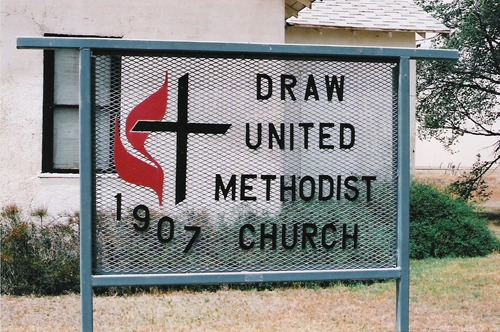 DRAW
UNITED
METHODIST
CHURCH
1907